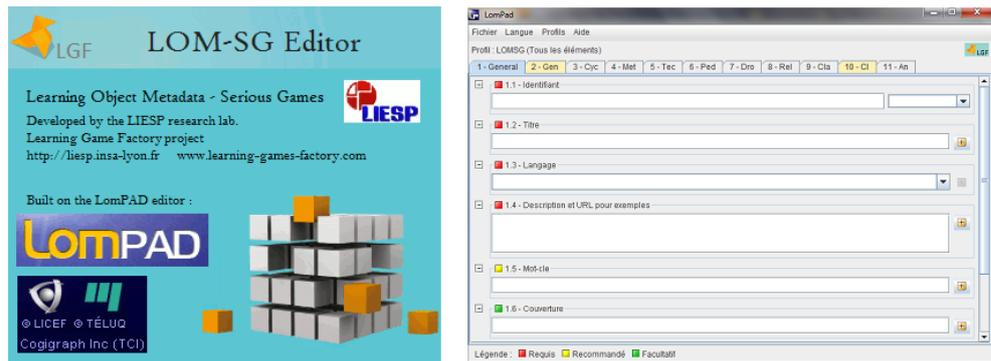 LGF
LOM-SG Editor
Learning Object Metadata - Serious Games
LIESP
Developed by the LIESP research lab.
Learning Game Factory project
http://liesp.insa-lyon.fr www.learning-games-factory.com
Built on the LomPAD editor :
LomPAD
© LICEF © TÉLUQ
Cogigraph Inc (TCI)
LomPad
Fichier Langue Profils Aide
Profil : LOMSG (Tous les éléments)
LGF
1 - General 2 - Gen 3 - Cyc 4 - Met 5 - Tec 6 - Ped 7 - Dro 8 - Rel 9 - Cla 10 - Cl 11 - An
1.1 - Identifiant
1.2 - Titre
1.3 - Langage
1.4 - Description et URL pour exemples
1.5 - Mot-cle
1.6 - Couverture
Légende : Requis Recommandé Facultatif